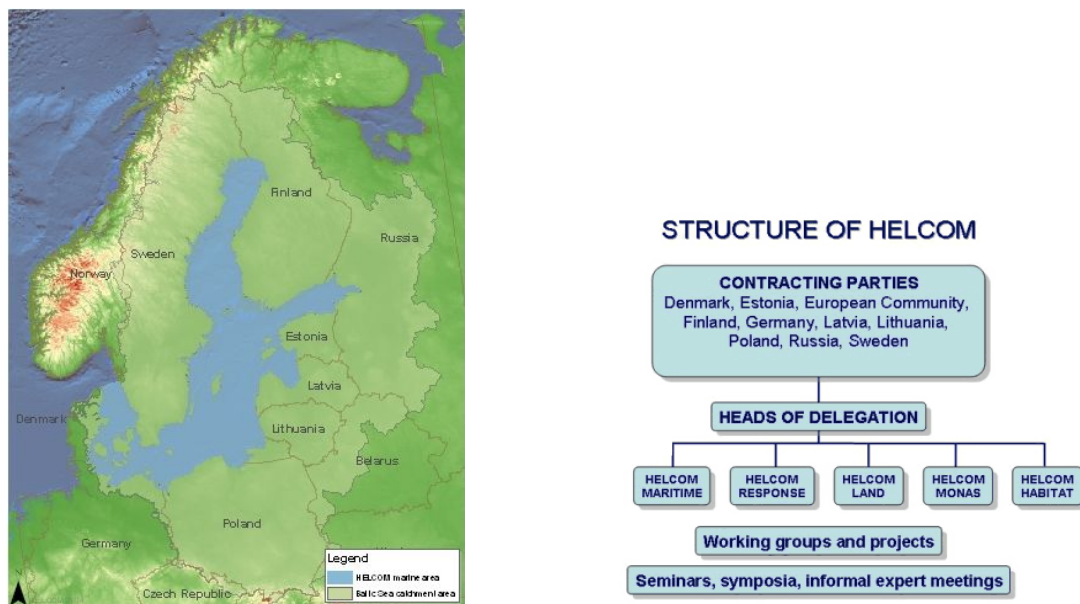 Finland
Russia
Sweden
Norway
Estonia
Latvia
Denmark
Lithuania
Belarus
Poland
Germany
Czech Republic
Legend
HELCOM marine area
Baltic Sea catchment area
STRUCTURE OF HELCOM
CONTRACTING PARTIES
Denmark, Estonia, European Community,
Finland, Germany, Latvia, Lithuania,
Poland, Russia, Sweden
HEADS OF DELEGATION
HELCOM
MARITIME
HELCOM
RESPONSE
HELCOM
LAND
HELCOM
MONAS
HELCOM
HABITAT
Working groups and projects
Seminars, symposia, informal expert meetings